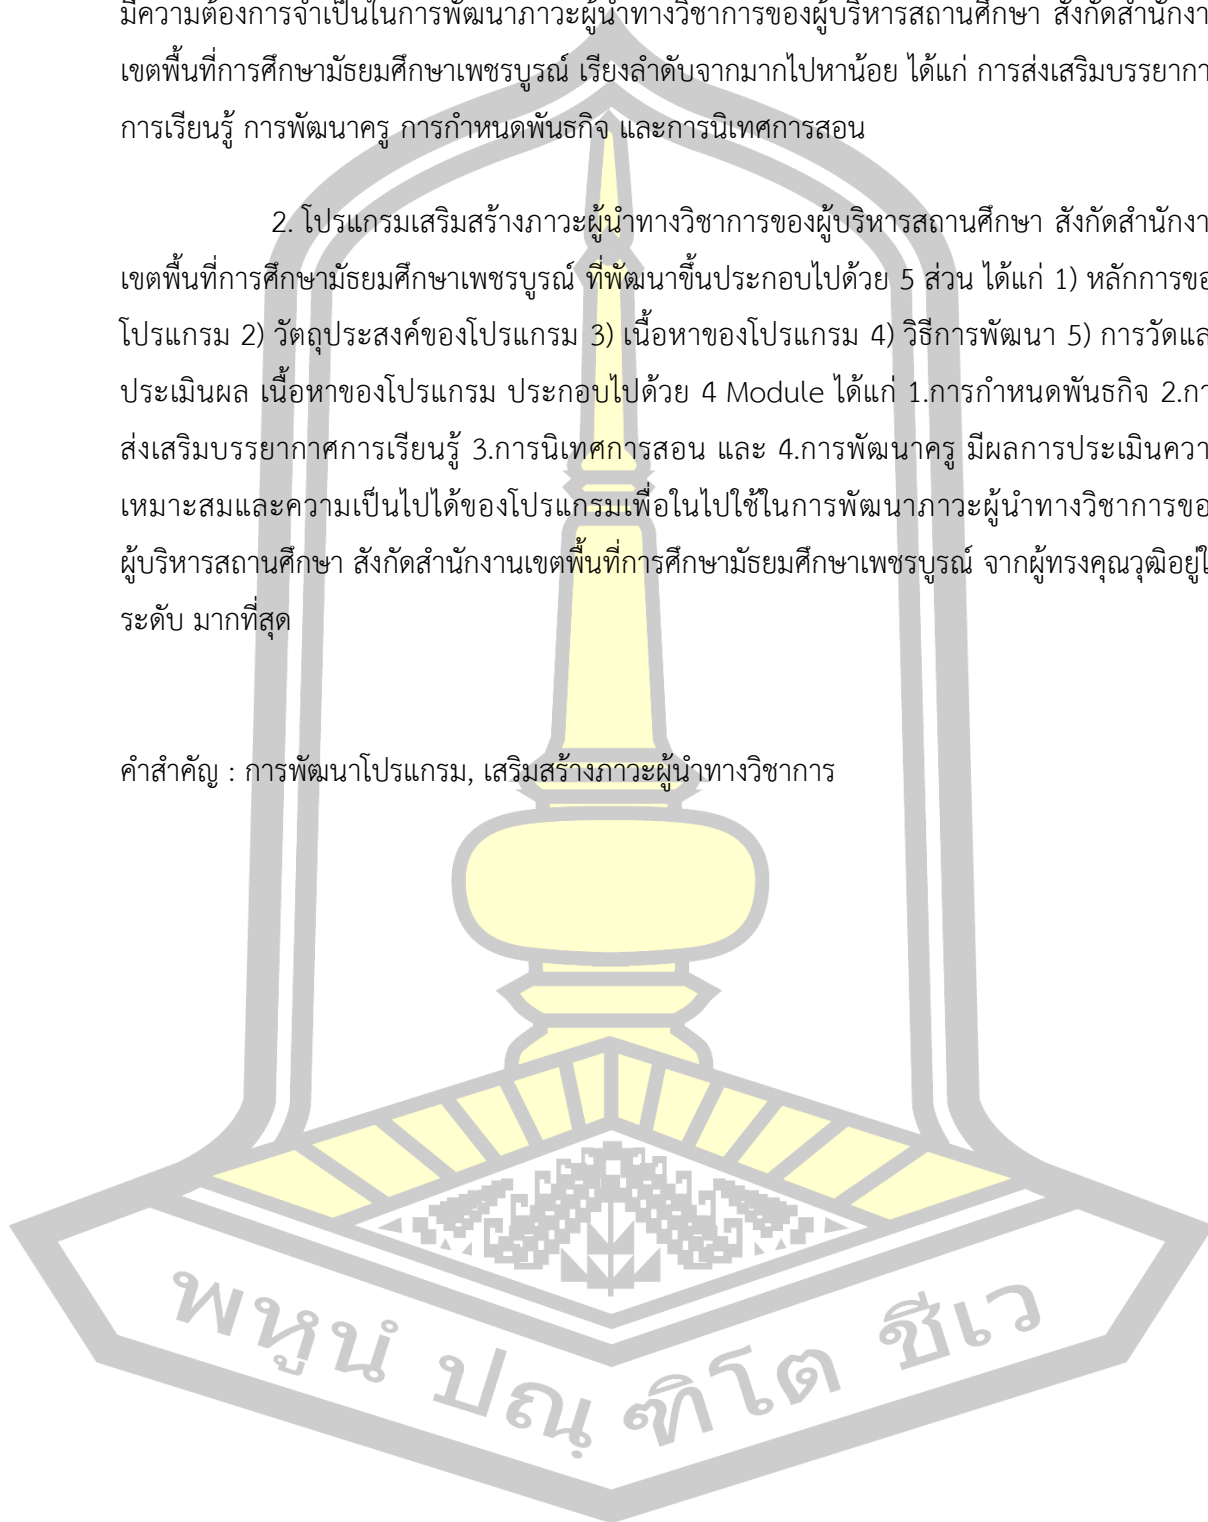 มีความต้องการจำเป็นในการพัฒนาภาวะผู้นำทางวิชาการของผู้บริหารสถานศึกษา สังกัดสำนักงา
เขตพื้นที่การศึกษามัธยมศึกษาเพชรบูรณ์ เรียงลำดับจากมากไปหาน้อย ได้แก่ การส่งเสริมบรรยากา
การเรียนรู้ การพัฒนาครู การกำหนดพันธกิจ และการนิเทศการสอน
2. โปรแกรมเสริมสร้างภาวะผู้นำทางวิชาการของผู้บริหารสถานศึกษา สังกัดสำนักงา
เขตพื้นที่การศึกษามัธยมศึกษาเพชรบูรณ์ ที่พัฒนาขึ้นประกอบไปด้วย 5 ส่วน ได้แก่ 1) หลักการขอ
โปรแกรม 2) วัตถุประสงค์ของโปรแกรม 3) เนื้อหาของโปรแกรม 4) วิธีการพัฒนา 5) การวัดแล
ประเมินผล เนื้อหาของโปรแกรม ประกอบไปด้วย 4 Module ได้แก่ 1.การกำหนดพันธกิจ 2.กา
ส่งเสริมบรรยากาศการเรียนรู้ 3.การนิเทศการสอน และ 4.การพัฒนาครู มีผลการประเมินควา
เหมาะสมและความเป็นไปได้ของโปรแกรมเพื่อในไปใช้ในการพัฒนาภาวะผู้นำทางวิชาการขอ
ผู้บริหารสถานศึกษา สังกัดสำนักงานเขตพื้นที่การศึกษามัธยมศึกษาเพชรบูรณ์ จากผู้ทรงคุณวุฒิอยู่ใ
ระดับ มากที่สุด
คำสำคัญ : การพัฒนาโปรแกรม, เสริมสร้างภาวะผู้นำทางวิชาการ
พหูนํ ปณฺฑิโต ชีเว